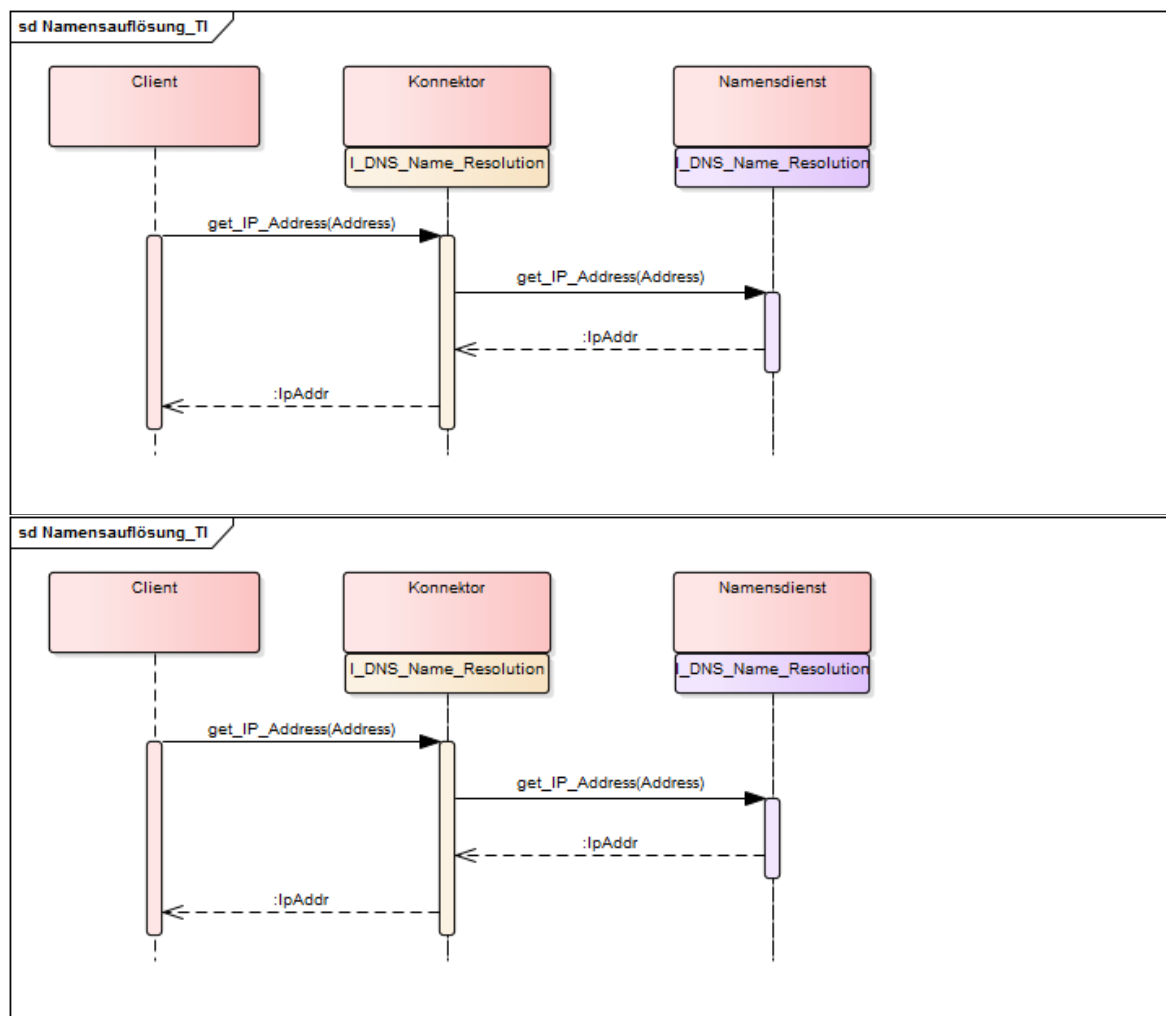 sd Namensauflösung_TI
Client
Konnektor
Namensdienst
I_DNS_Name_Resolution
I_DNS_Name_Resolution
get_IP_Address(Address)
get_IP_Address(Address)
:IpAddr
:IpAddr
sd Namensauflösung_TI
Client
Konnektor
Namensdienst
I_DNS_Name_Resolution
I_DNS_Name_Resolution
get_IP_Address(Address)
get_IP_Address(Address)
:IpAddr
:IpAddr